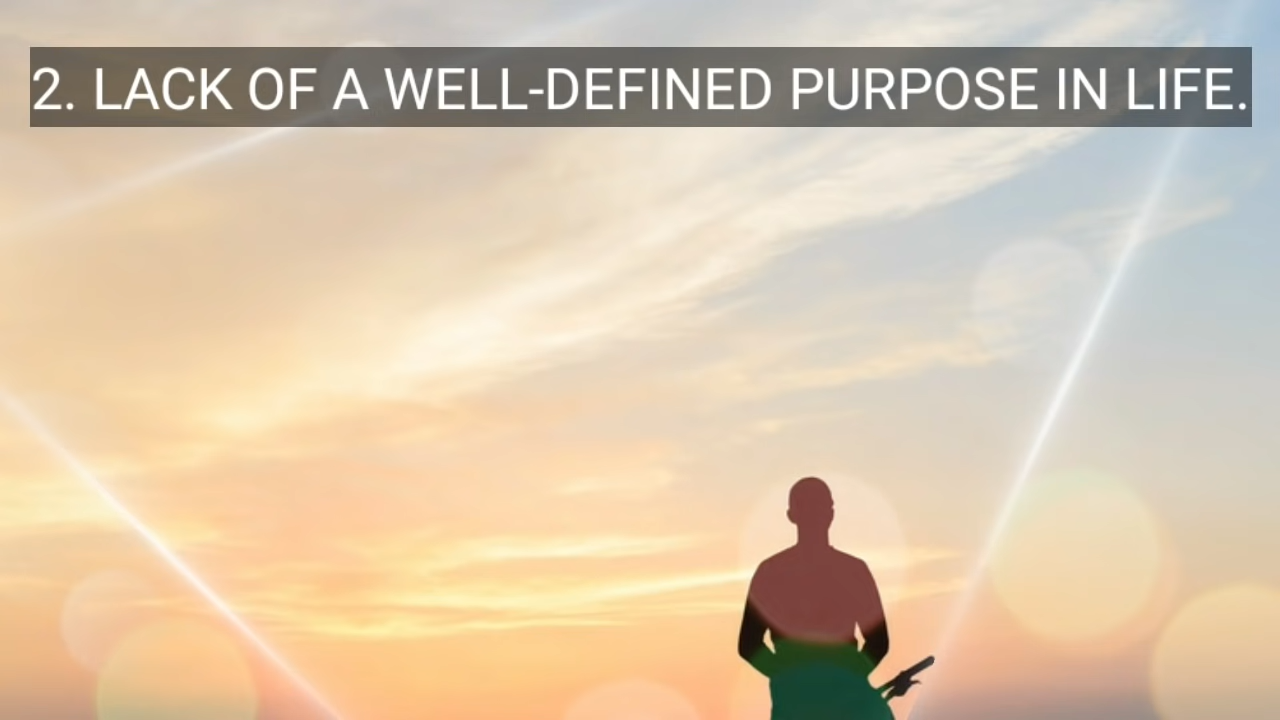 2. LACK OF A WELL-DEFINED PURPOSE IN LIFE.